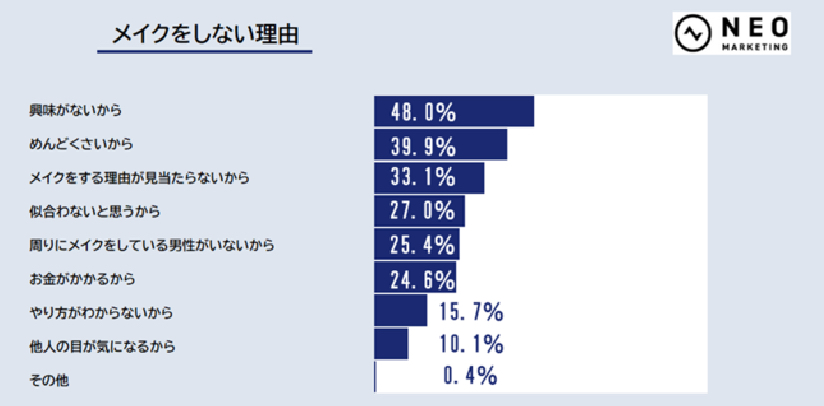 メイクをしない理由
NEO
MARKETING
興味がないから 48.0%
めんどくさいから 39.9%
メイクをする理由が見当たらないから 33.1%
似合わないと思うから 27.0%
周りにメイクをしている男性がいないから 25.4%
お金がかかるから 24.6%
やり方がわからないから 15.7%
他人の目が気になるから 10.1%
その他 0.4%